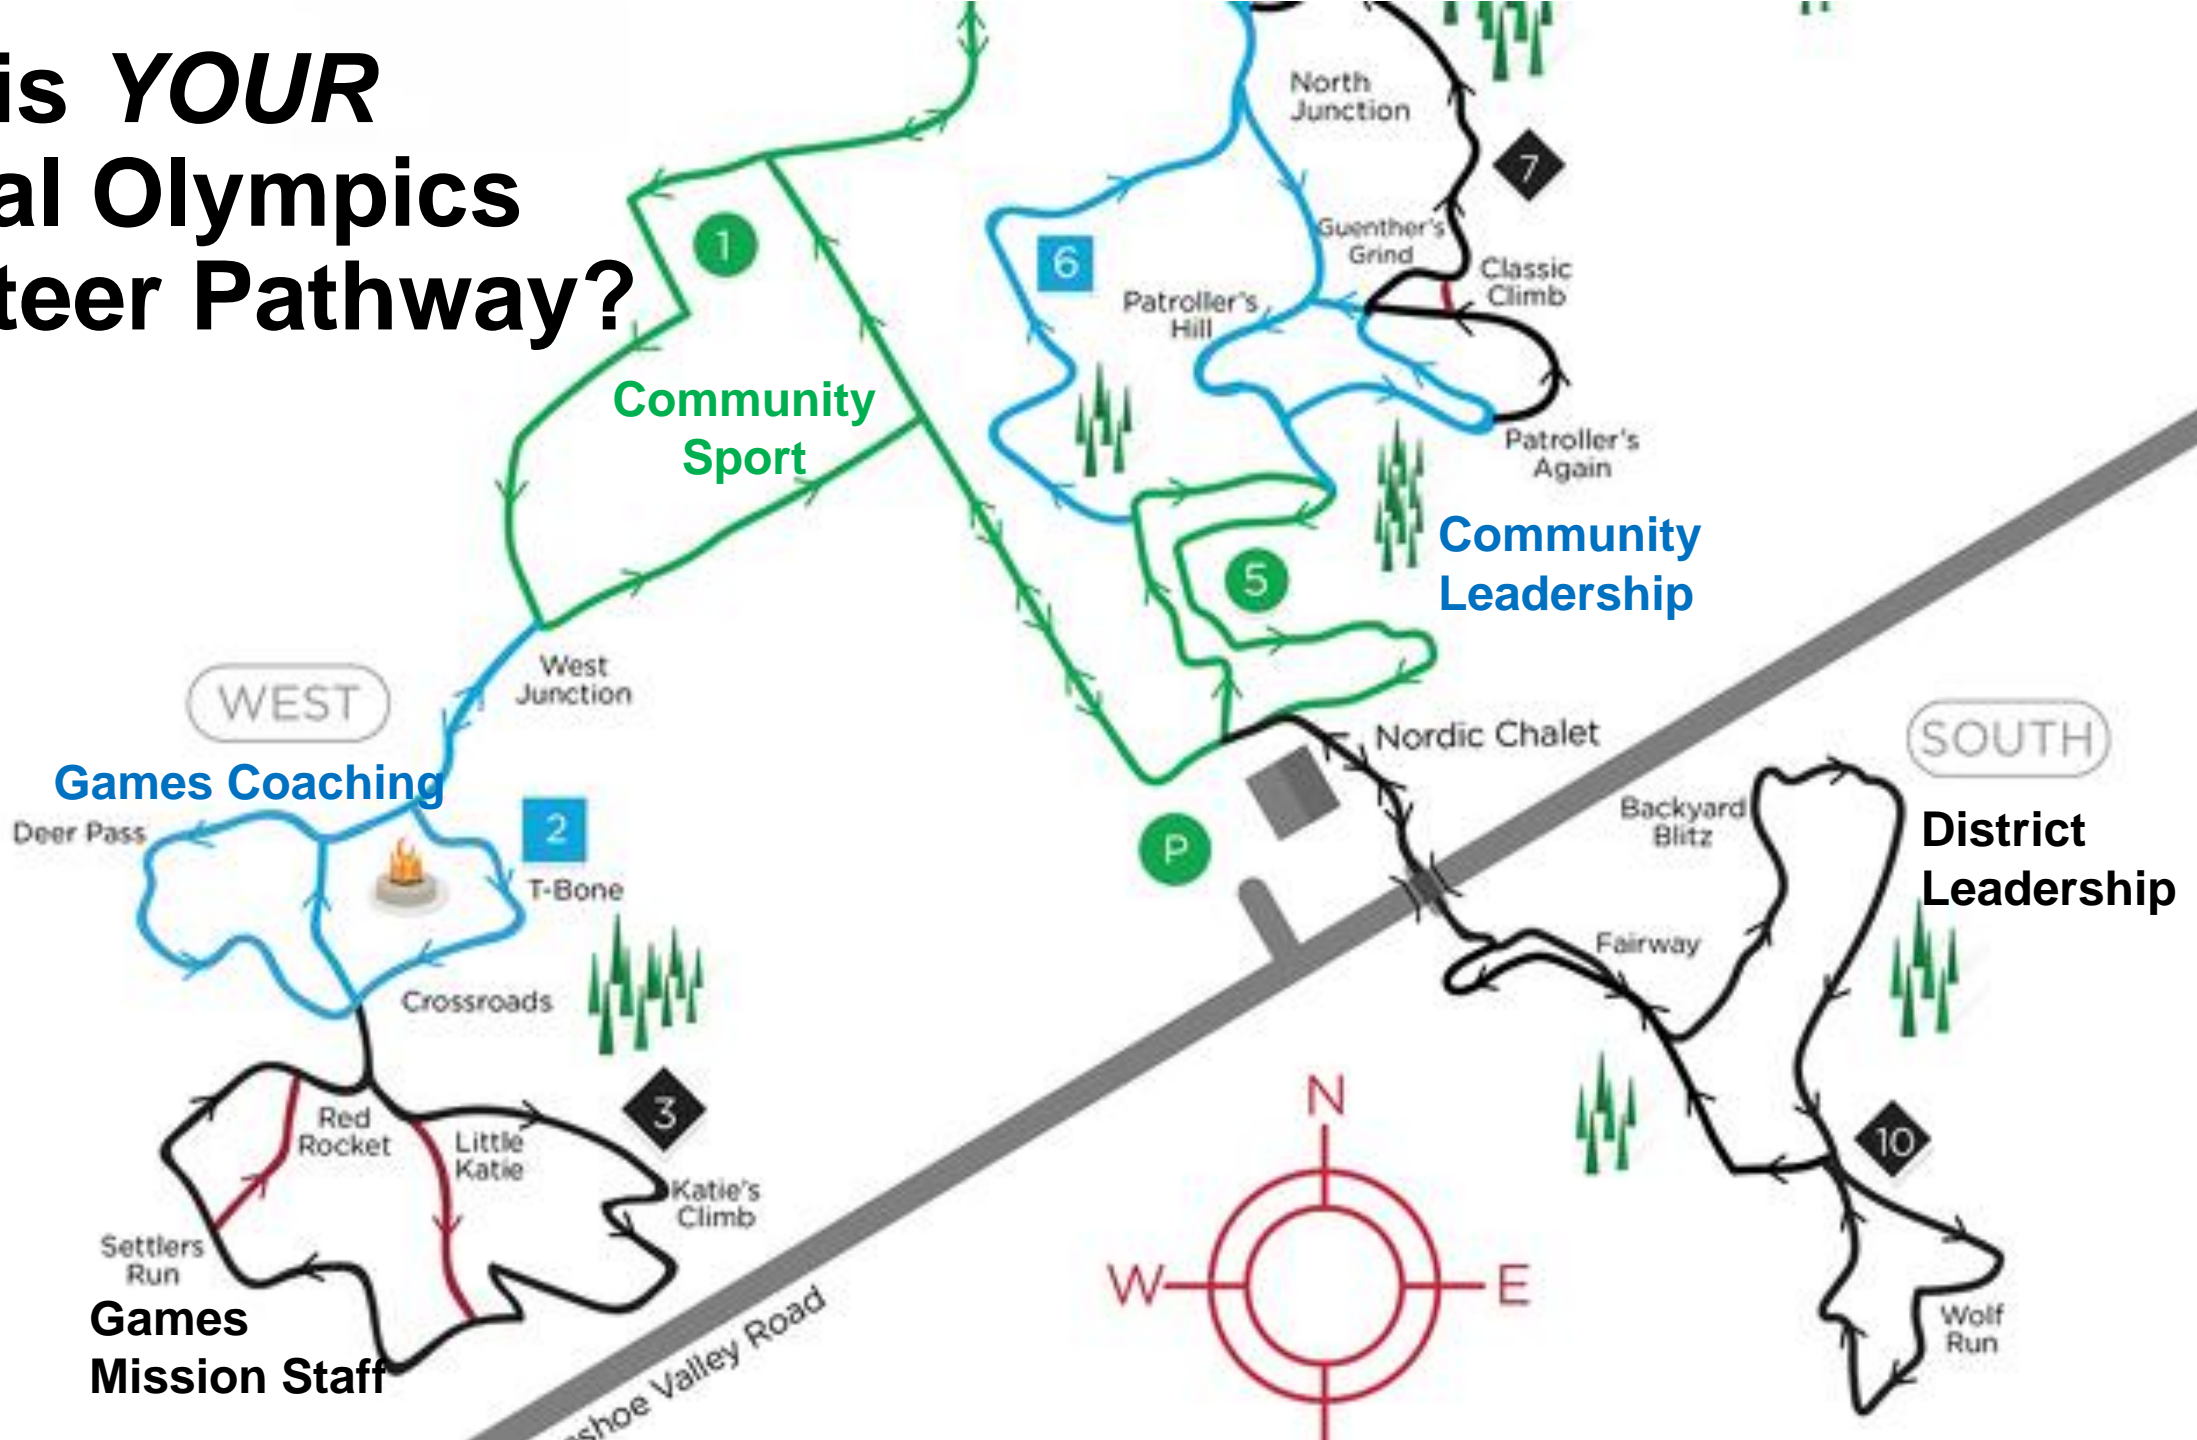 is YOUR
al Olympics
teer Pathway?
North
Junction
7
1
6
Guenther's
Grind
Classic
Climb
Patroller's
Hill
Community
Sport
Patroller's
Again
Community
Leadership
5
West
Junction
WEST
Nordic Chalet
SOUTH
Games Coaching
Deer Pass
2
T-Bone
P
Backyard
Blitz
District
Leadership
Fairway
Crossroads
3
Red
Rocket
Little
Katie
Katie's
Climb
10
N
W
E
Settlers
Run
Games
Mission Staff
shoe Valley Road
Wolf
Run